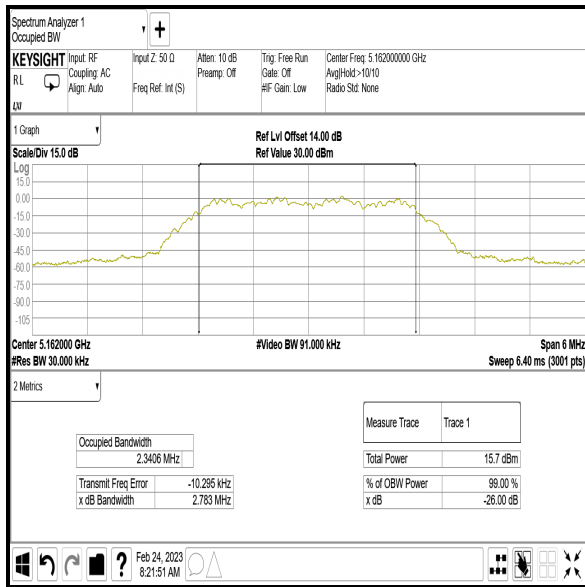 Spectrum Analyzer 1
Occupied BW
KEYSIGHT
R L
LXI
Input: RF
Coupling: AC
Align: Auto
Input Z: 50 Ω
Freq Ref: Int (S)
Atten: 10 dB
Preamp: Off
Trig: Free Run
Gate: Off
#IF Gain: Low
Center Freq: 5.162000000 GHz
Avg|Hold:>10/10
Radio Std: None
1 Graph
Scale/Div 15.0 dB
Ref Lvl Offset 14.00 dB
Ref Value 30.00 dBm
Log
15.0
0.00
-15.0
-30.0
-45.0
-60.0
-75.0
-90.0
-105
Center 5.162000 GHz
#Video BW 91.000 kHz
Span 6 MHz
#Res BW 30.000 kHz
Sweep 6.40 ms (3001 pts)
2 Metrics
Occupied Bandwidth
2.3406 MHz
Transmit Freq Error -10.295 kHz
x dB Bandwidth 2.783 MHz
Measure Trace Trace 1
Total Power 15.7 dBm
% of OBW Power 99.00 %
x dB -26.00 dB
?
Feb 24, 2023
8:21:51 AM